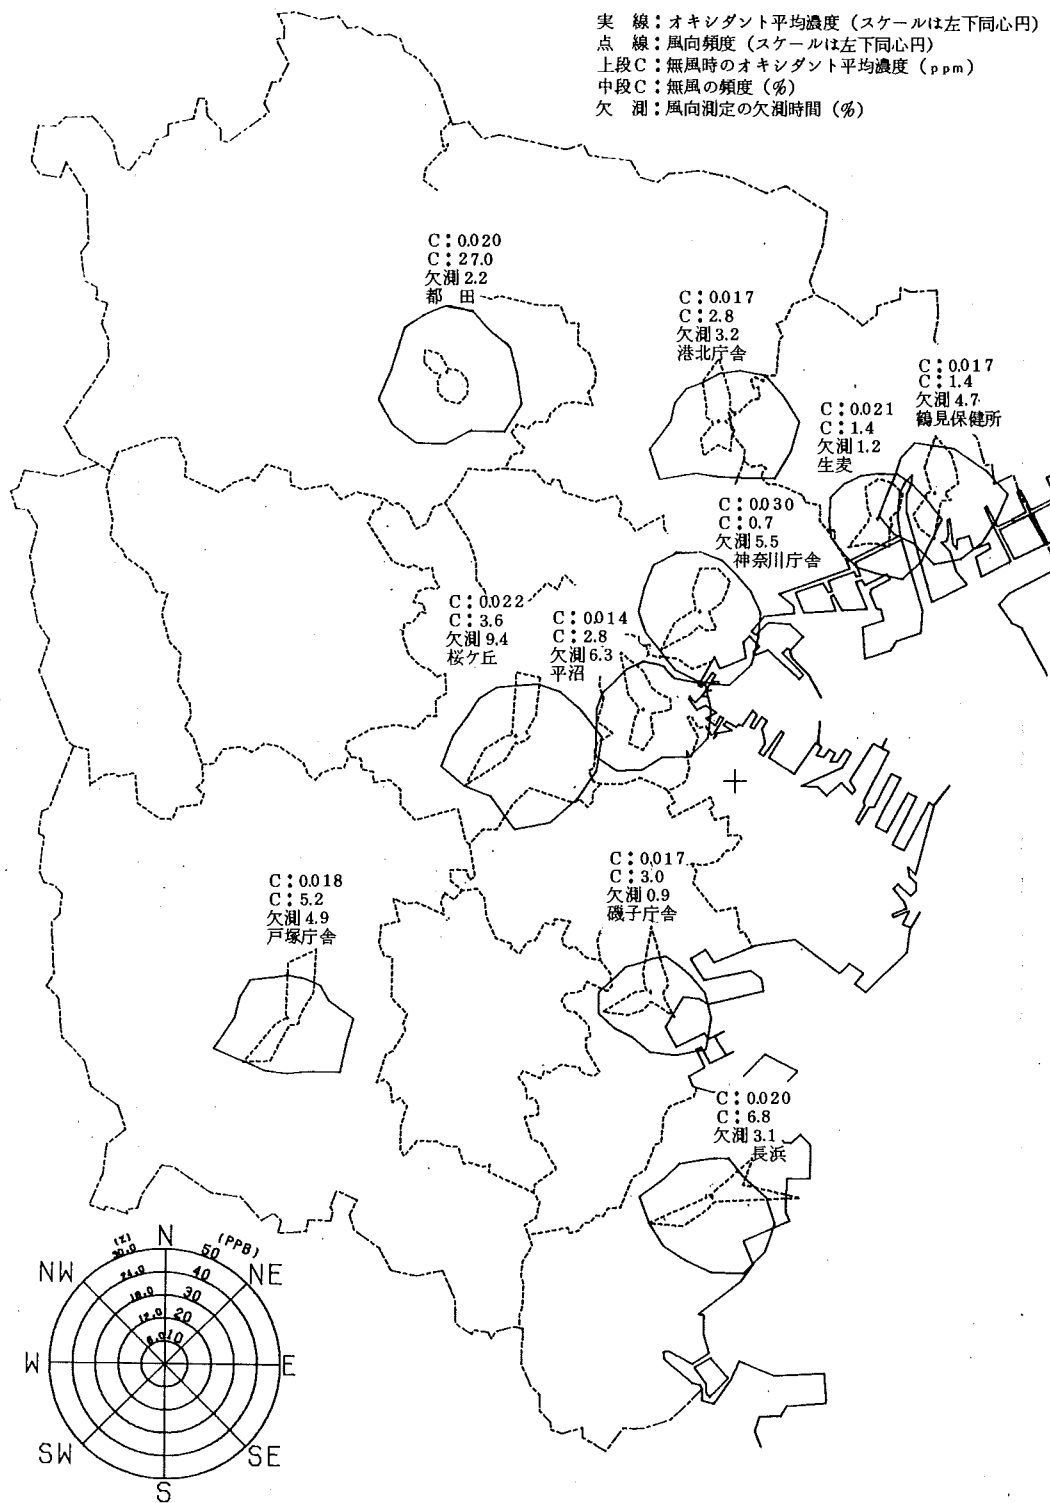 実 線：オキシダント平均濃度（スケールは左下同心円）
点 線：風向頻度（スケールは左下同心円）
上段C：無風時のオキシダント平均濃度（ppm）
中段C：無風の頻度（%）
欠 測：風向測定の欠測時間（%）
C：0.020
C：27.0
欠測 2.2
都 田
C：0.017
C：2.8
欠測 3.2
港北庁舎
C：0.017
C：1.4
欠測 4.7
鶴見保健所
C：0.021
C：1.4
欠測 1.2
生麦
C：0.030
C：0.7
欠測 5.5
神奈川庁舎
C：0.022
C：3.6
欠測 9.4
桜ケ丘
C：0.014
C：2.8
欠測 6.3
平沼
C：0.017
C：3.0
欠測 0.9
磯子庁舎
C：0.018
C：5.2
欠測 4.9
戸塚庁舎
C：0.020
C：6.8
欠測 3.1
長浜
N
(%)
30.0
50 (PPB)
NW
24.0
40
NE
18.0
30
12.0
20
6.0
10
W
E
SW
SE
S